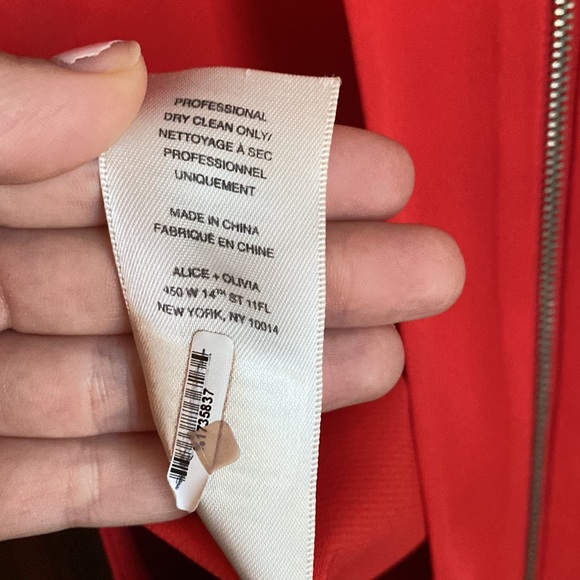 PROFESSIONAL
DRY CLEAN ONLY/
NETTOYAGE À SEC
PROFESSIONNEL
UNIQUEMENT
MADE IN CHINA
FABRIQUÉ EN CHINE
ALICE + OLIVIA
450 W 14TH ST 11FL
NEW YORK, NY 10014
1735837